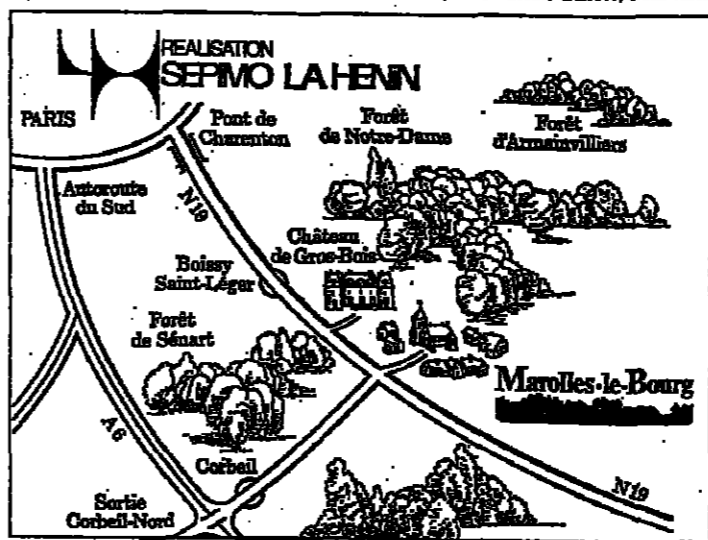 REALISATION
SEPIMO LA HENIN
PARIS
Pont de
Charenton
Forêt
de Notre-Dame
Forêt
d'Armainvilliers
Autoroute
du Sud
N19
Château
de Gros-Bois
Boissy
Saint-Léger
Forêt
de Sénart
Marolles-le-Bourg
A6
Corbeil
Sortie
Corbeil-Nord
N19